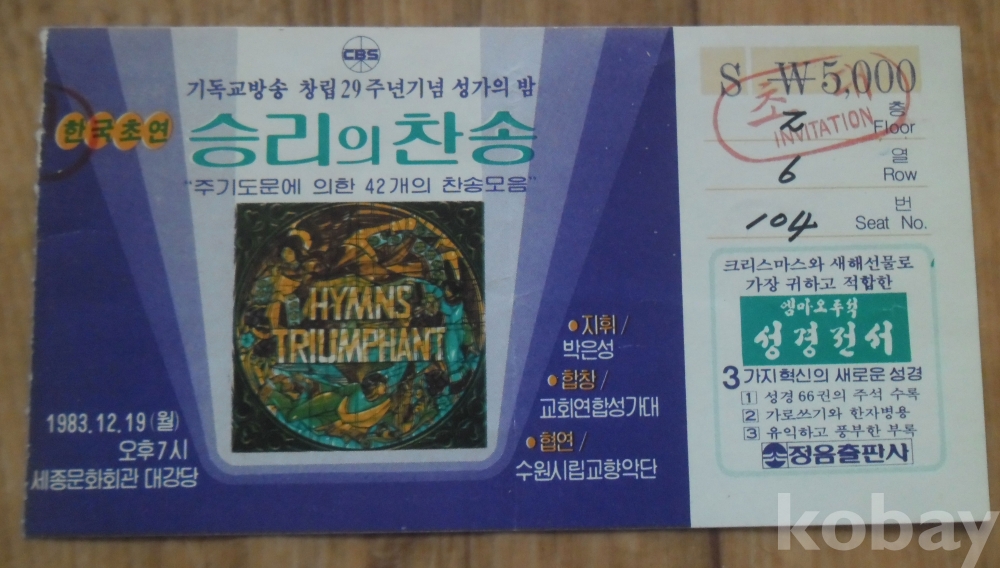 CBS
기독교방송 창립29주년기념 성가의 밤
한국초연
승리의 찬송
"주기도문에 의한 42개의 찬송모음"
HYMNS
TRIUMPHANT
●지휘/
박은성
●합창/
교회연합성가대
●협연/
수원시립교향악단
1983.12.19(월)
오후7시
세종문화회관 대강당
S ₩5,000
초
INVITATION
2 층
Floor
6 열
Row
104 번
Seat No.
크리스마스와 새해선물로
가장 귀하고 적합한
엠마오주석
성경전서
3가지혁신의 새로운 성경
1 성경 66권의 주석 수록
2 가로쓰기와 한자병용
3 유익하고 풍부한 부록
정음출판사
kobay